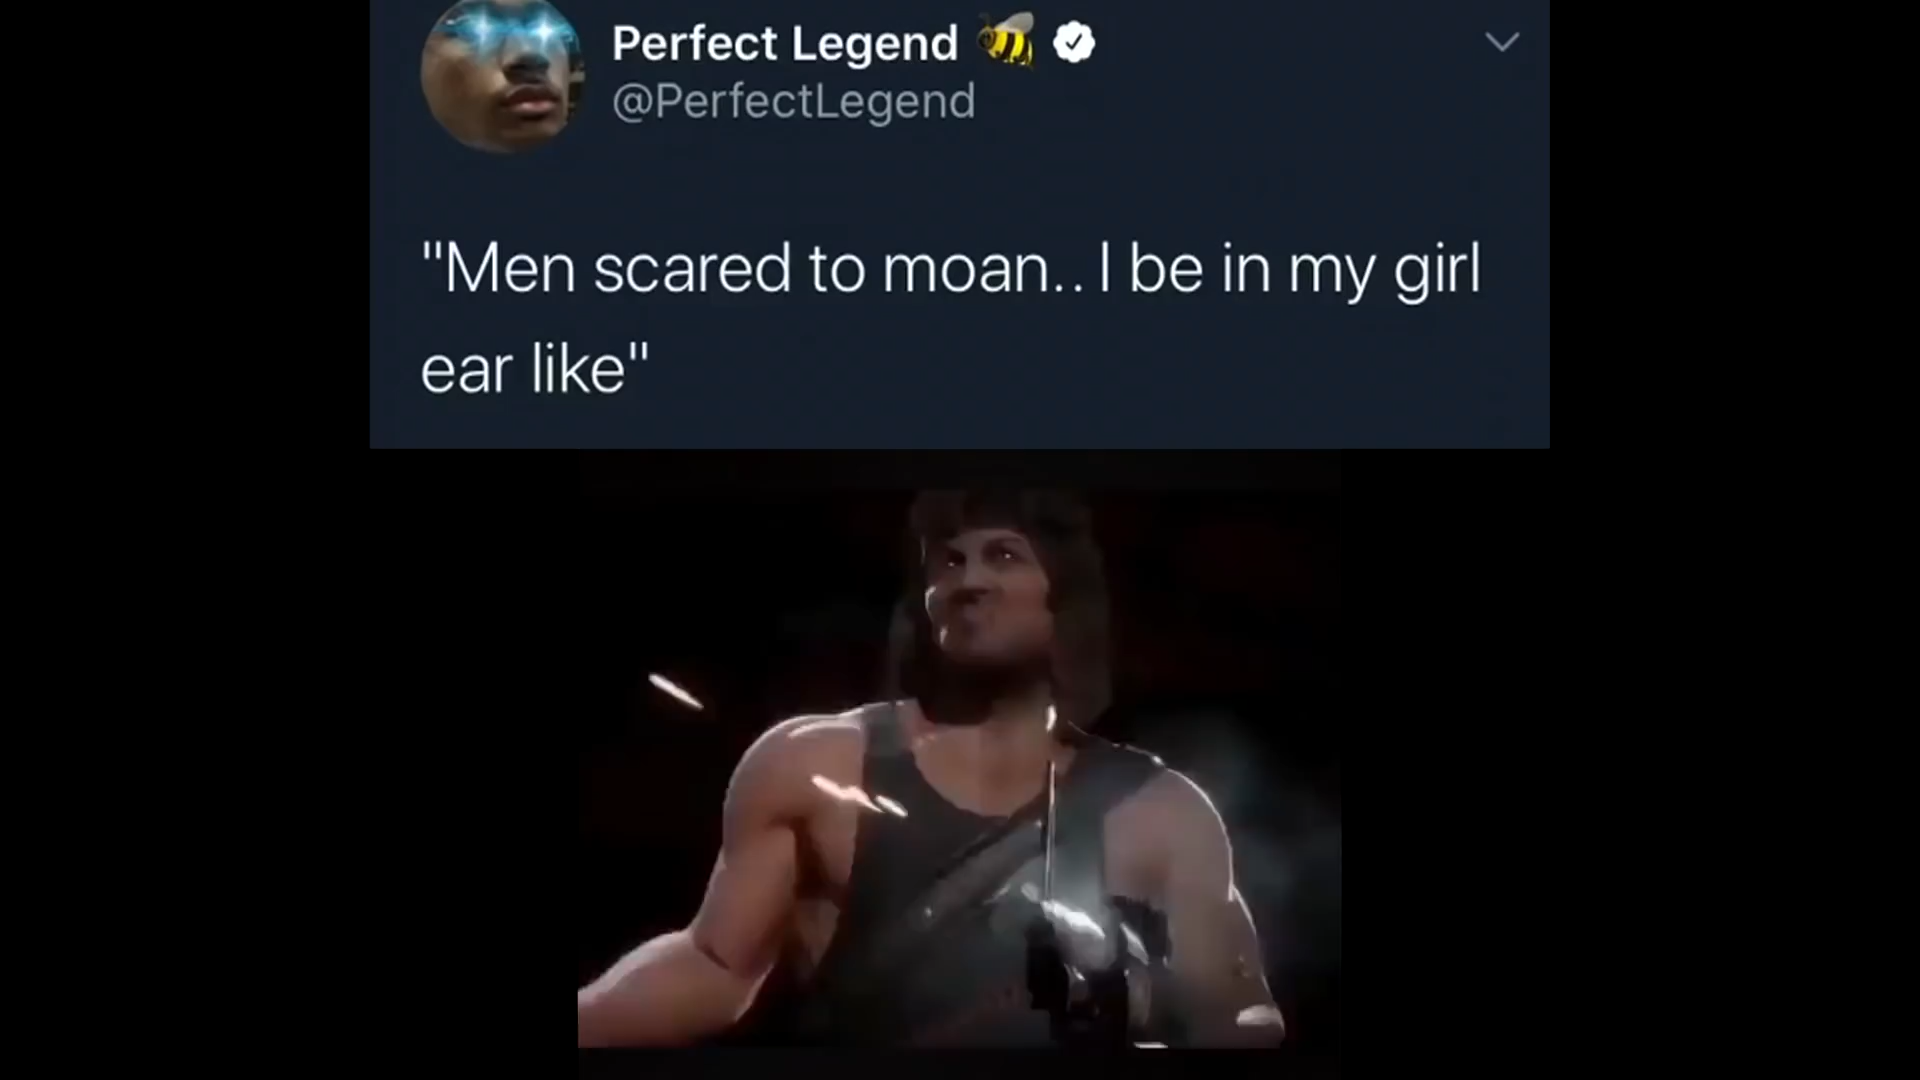 Perfect Legend 🐝
@PerfectLegend
"Men scared to moan.. I be in my girl
ear like"